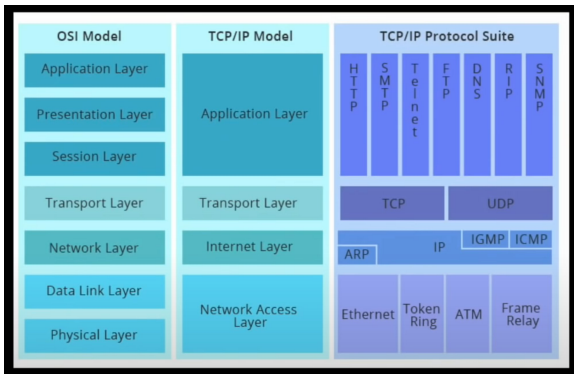 OSI Model
Application Layer
Presentation Layer
Session Layer
Transport Layer
Network Layer
Data Link Layer
Physical Layer
TCP/IP Model
Application Layer
Transport Layer
Internet Layer
Network Access
Layer
TCP/IP Protocol Suite
HTTP
SMTP
Telnet
FTP
DNS
RIP
SNMP
TCP
UDP
ARP
IP
IGMP
ICMP
Ethernet
Token
Ring
ATM
Frame
Relay